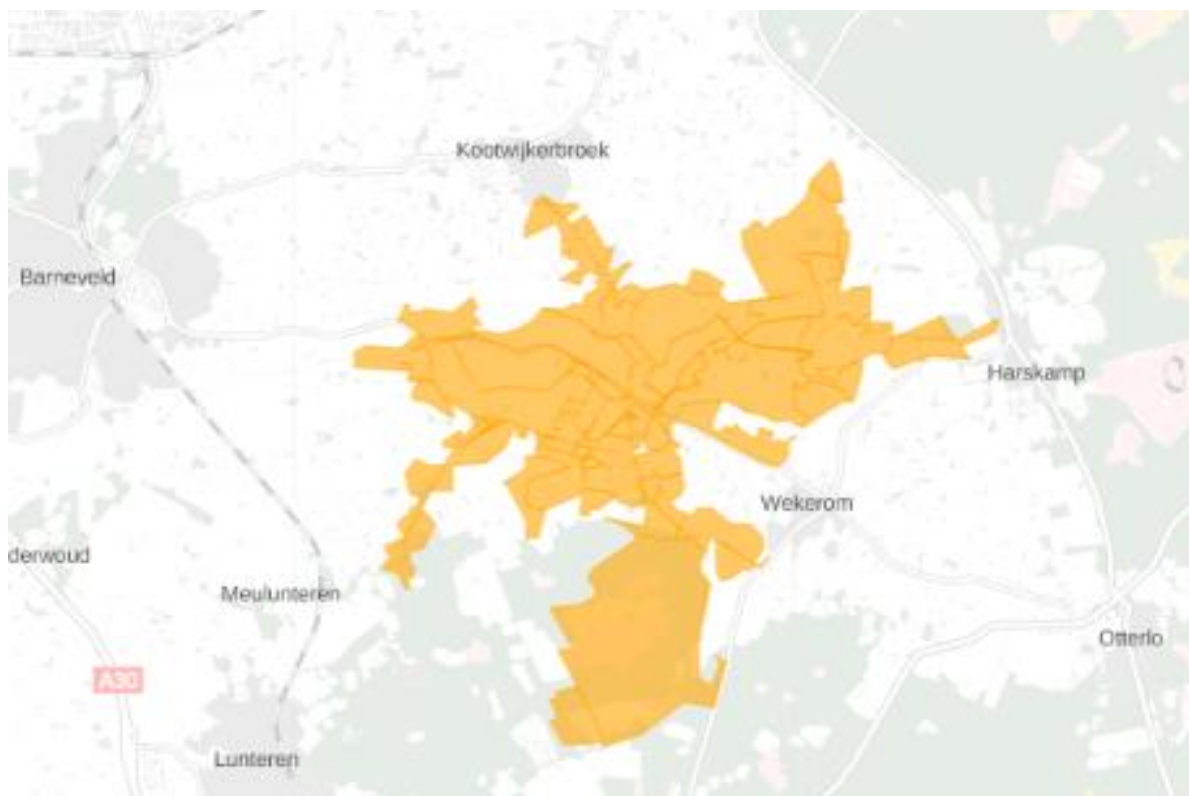 Kootwijkerbroek
Barneveld
Harskamp
Wekerom
derwoud
Meulunteren
Otterlo
A30
Lunteren